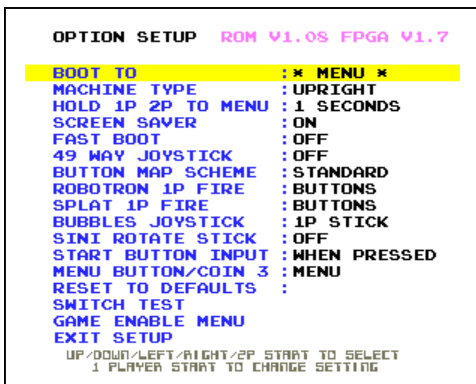 OPTION SETUP ROM V1.08 FPGA V1.7
BOOT TO :* MENU *
MACHINE TYPE :UPRIGHT
HOLD 1P 2P TO MENU :1 SECONDS
SCREEN SAVER :ON
FAST BOOT :OFF
49 WAY JOYSTICK :OFF
BUTTON MAP SCHEME :STANDARD
ROBOTRON 1P FIRE :BUTTONS
SPLAT 1P FIRE :BUTTONS
BUBBLES JOYSTICK :1P STICK
SINI ROTATE STICK :OFF
START BUTTON INPUT :WHEN PRESSED
MENU BUTTON/COIN 3 :MENU
RESET TO DEFAULTS :
SWITCH TEST
GAME ENABLE MENU
EXIT SETUP
UP/DOWN/LEFT/RIGHT/2P START TO SELECT
1 PLAYER START TO CHANGE SETTING